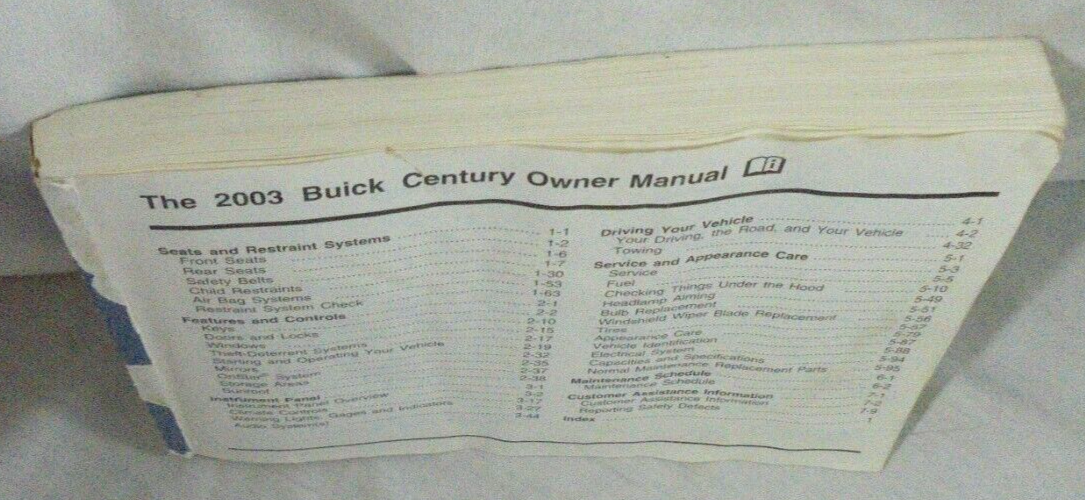 The 2003 Buick Century Owner Manual
Seats and Restraint Systems 1-1
Front Seats 1-2
Rear Seats 1-6
Safety Belts 1-7
Child Restraints 1-30
Air Bag Systems 1-53
Restraint System Check 1-63
Features and Controls 2-1
Keys 2-2
Doors and Locks 2-10
Windows 2-15
Theft-Deterrent Systems 2-17
Starting and Operating Your Vehicle 2-19
Mirrors 2-32
OnStar® System 2-35
Storage Areas 2-37
Sunroof 2-38
Instrument Panel 3-1
Instrument Panel Overview 3-2
Climate Controls 3-17
Warning Lights, Gages and Indicators 3-27
Audio System(s) 3-44
Driving Your Vehicle 4-1
Your Driving, the Road, and Your Vehicle 4-2
Towing 4-32
Service and Appearance Care 5-1
Service 5-3
Fuel 5-5
Checking Things Under the Hood 5-10
Headlamp Aiming 5-49
Bulb Replacement 5-51
Windshield Wiper Blade Replacement 5-56
Tires 5-57
Appearance Care 5-79
Vehicle Identification 5-87
Electrical System 5-88
Capacities and Specifications 5-94
Normal Maintenance Replacement Parts 5-95
Maintenance Schedule 6-1
Maintenance Schedule 6-2
Customer Assistance Information 7-1
Customer Assistance Information 7-2
Reporting Safety Defects 7-9
Index 1